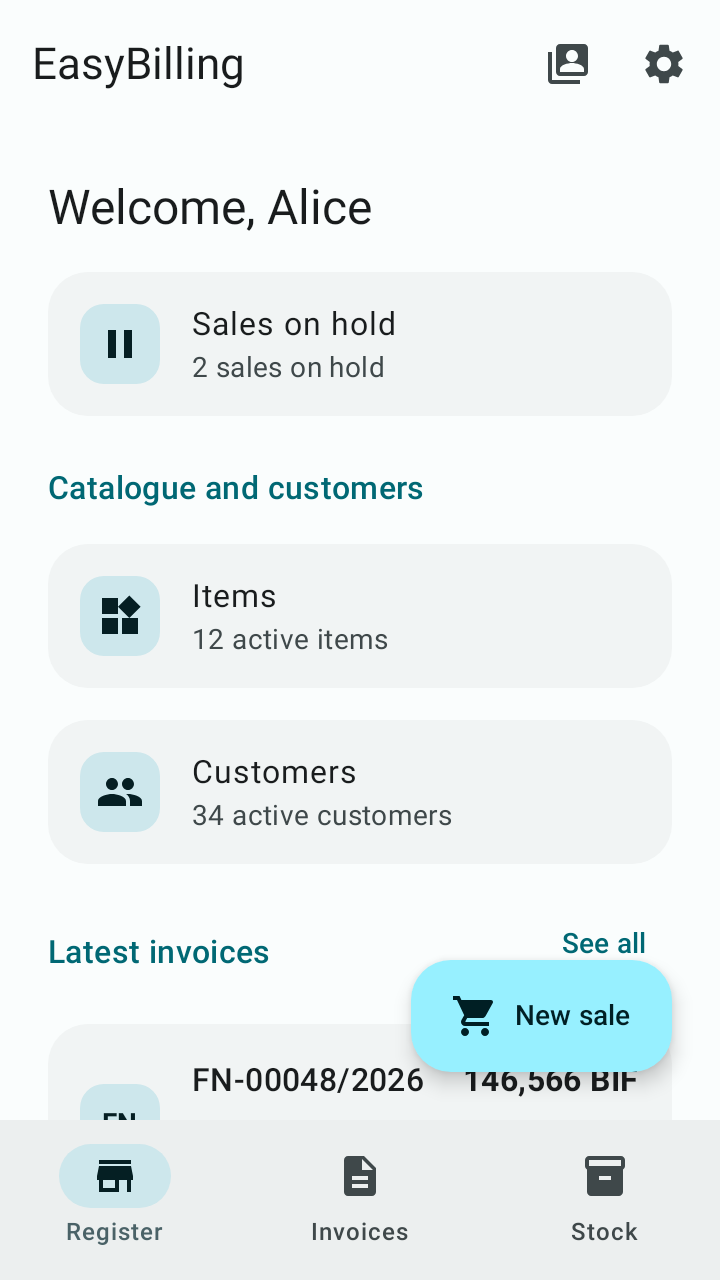 EasyBilling
Welcome, Alice
Sales on hold
2 sales on hold
Catalogue and customers
Items
12 active items
Customers
34 active customers
Latest invoices
See all
New sale
FN-00048/2026
146,566 BIF
FN
Register
Invoices
Stock